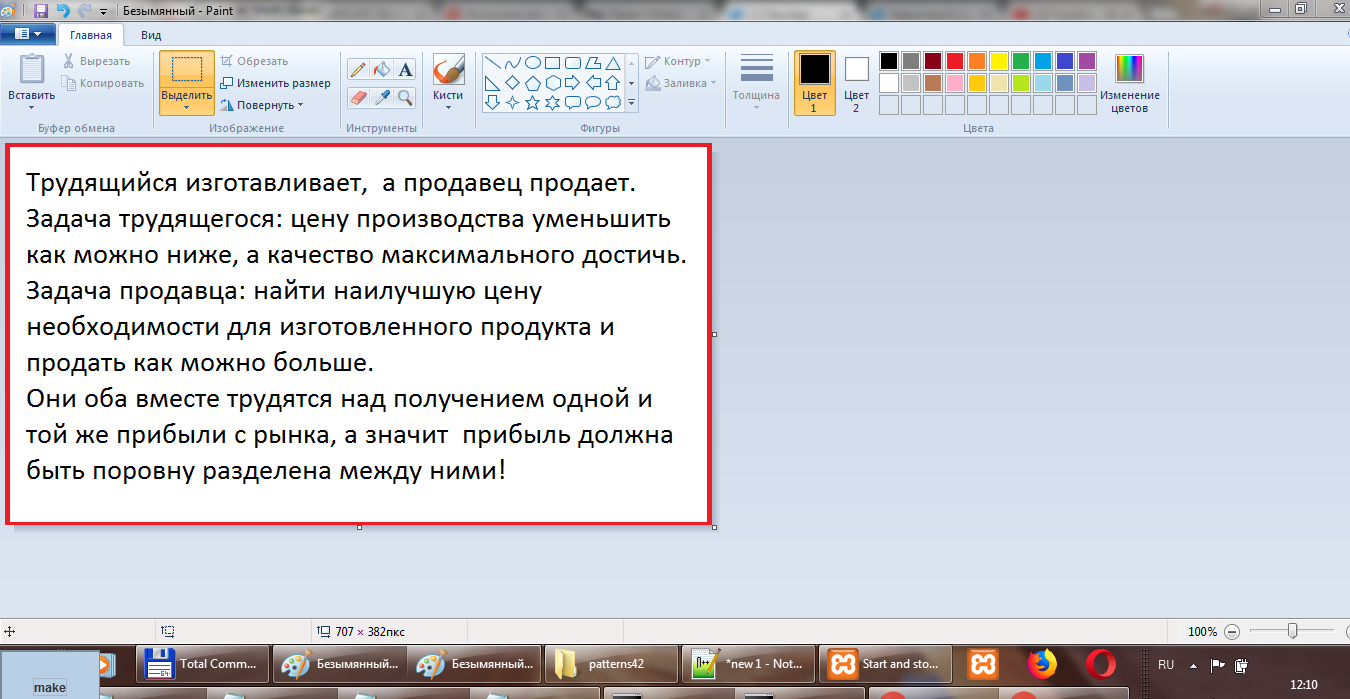 Безымянный - Paint
Главная Вид
Вставить
Вырезать
Копировать
Буфер обмена
Выделить
Обрезать
Изменить размер
Повернуть
Изображение
A
Инструменты
Кисти
Контур
Заливка
Фигуры
Толщина
Цвет
1
Цвет
2
Изменение
цветов
Цвета
Трудящийся изготавливает,  а продавец продает.
Задача трудящегося: цену производства уменьшить
как можно ниже, а качество максимального достичь.
Задача продавца: найти наилучшую цену
необходимости для изготовленного продукта и
продать как можно больше.
Они оба вместе трудятся над получением одной и
той же прибыли с рынка, а значит  прибыль должна
быть поровну разделена между ними!
707 × 382пкс
100%
Total Comm... Безымянный... Безымянный... patterns42 *new 1 - Not... Start and sto... RU
make
12:10